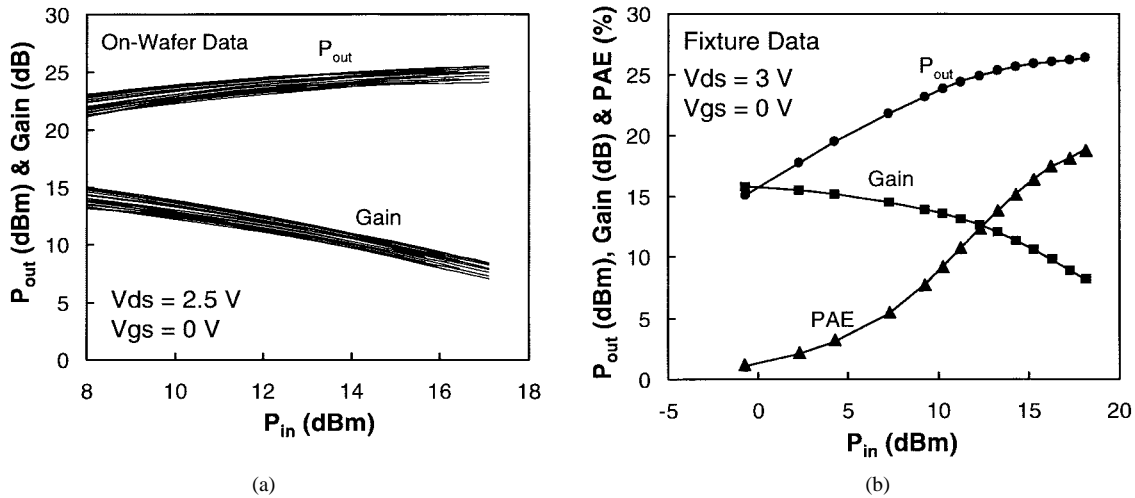 30
25
20
15
10
5
0
8
10
12
14
16
18
On-Wafer Data
Pout
Gain
Vds = 2.5 V
Vgs = 0 V
Pout (dBm) & Gain (dB)
Pin (dBm)
(a)
30
25
20
15
10
5
0
-5
0
5
10
15
20
Fixture Data
Vds = 3 V
Vgs = 0 V
Pout
Gain
PAE
Pout (dBm), Gain (dB) & PAE (%)
Pin (dBm)
(b)